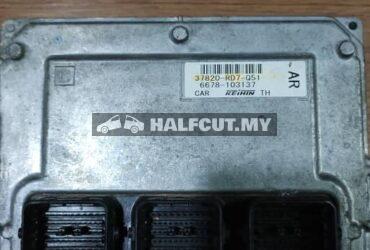 37820-RD7-Q51
6678-103137
CAR KEIHIN TH
AR
HALFCUT.MY